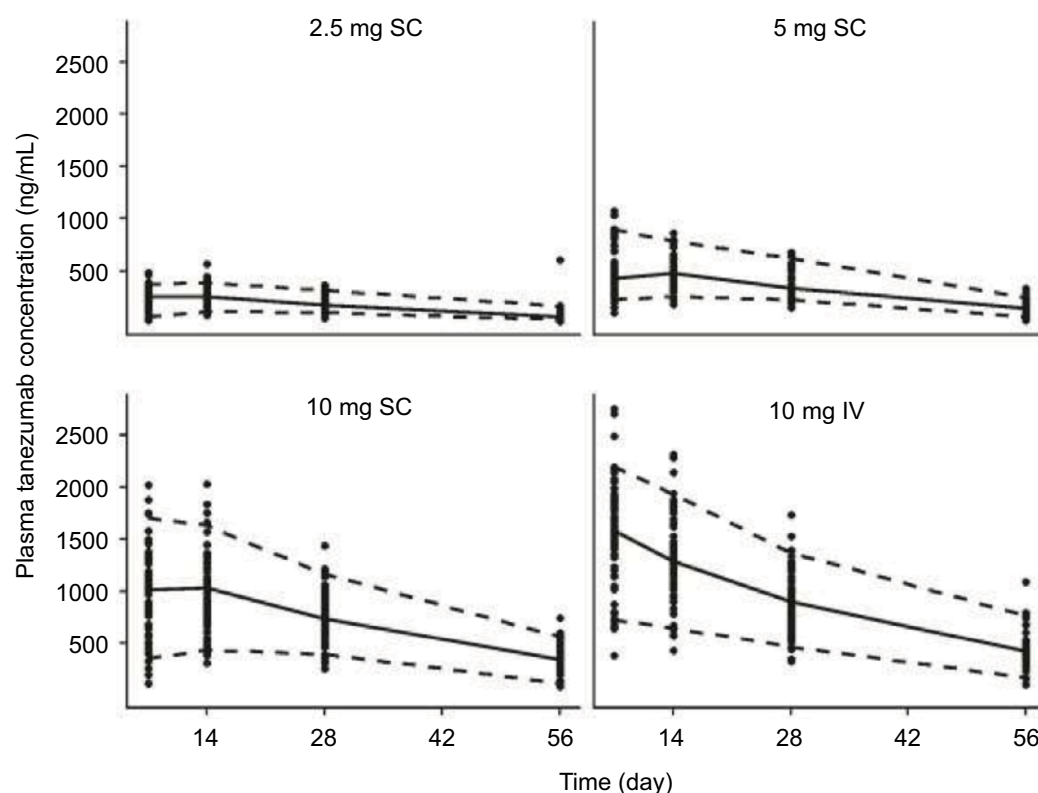 2.5 mg SC
5 mg SC
2500
2000
1500
1000
500
10 mg SC
10 mg IV
2500
2000
1500
1000
500
Plasma tanezumab concentration (ng/mL)
14 28 42 56
14 28 42 56
Time (day)